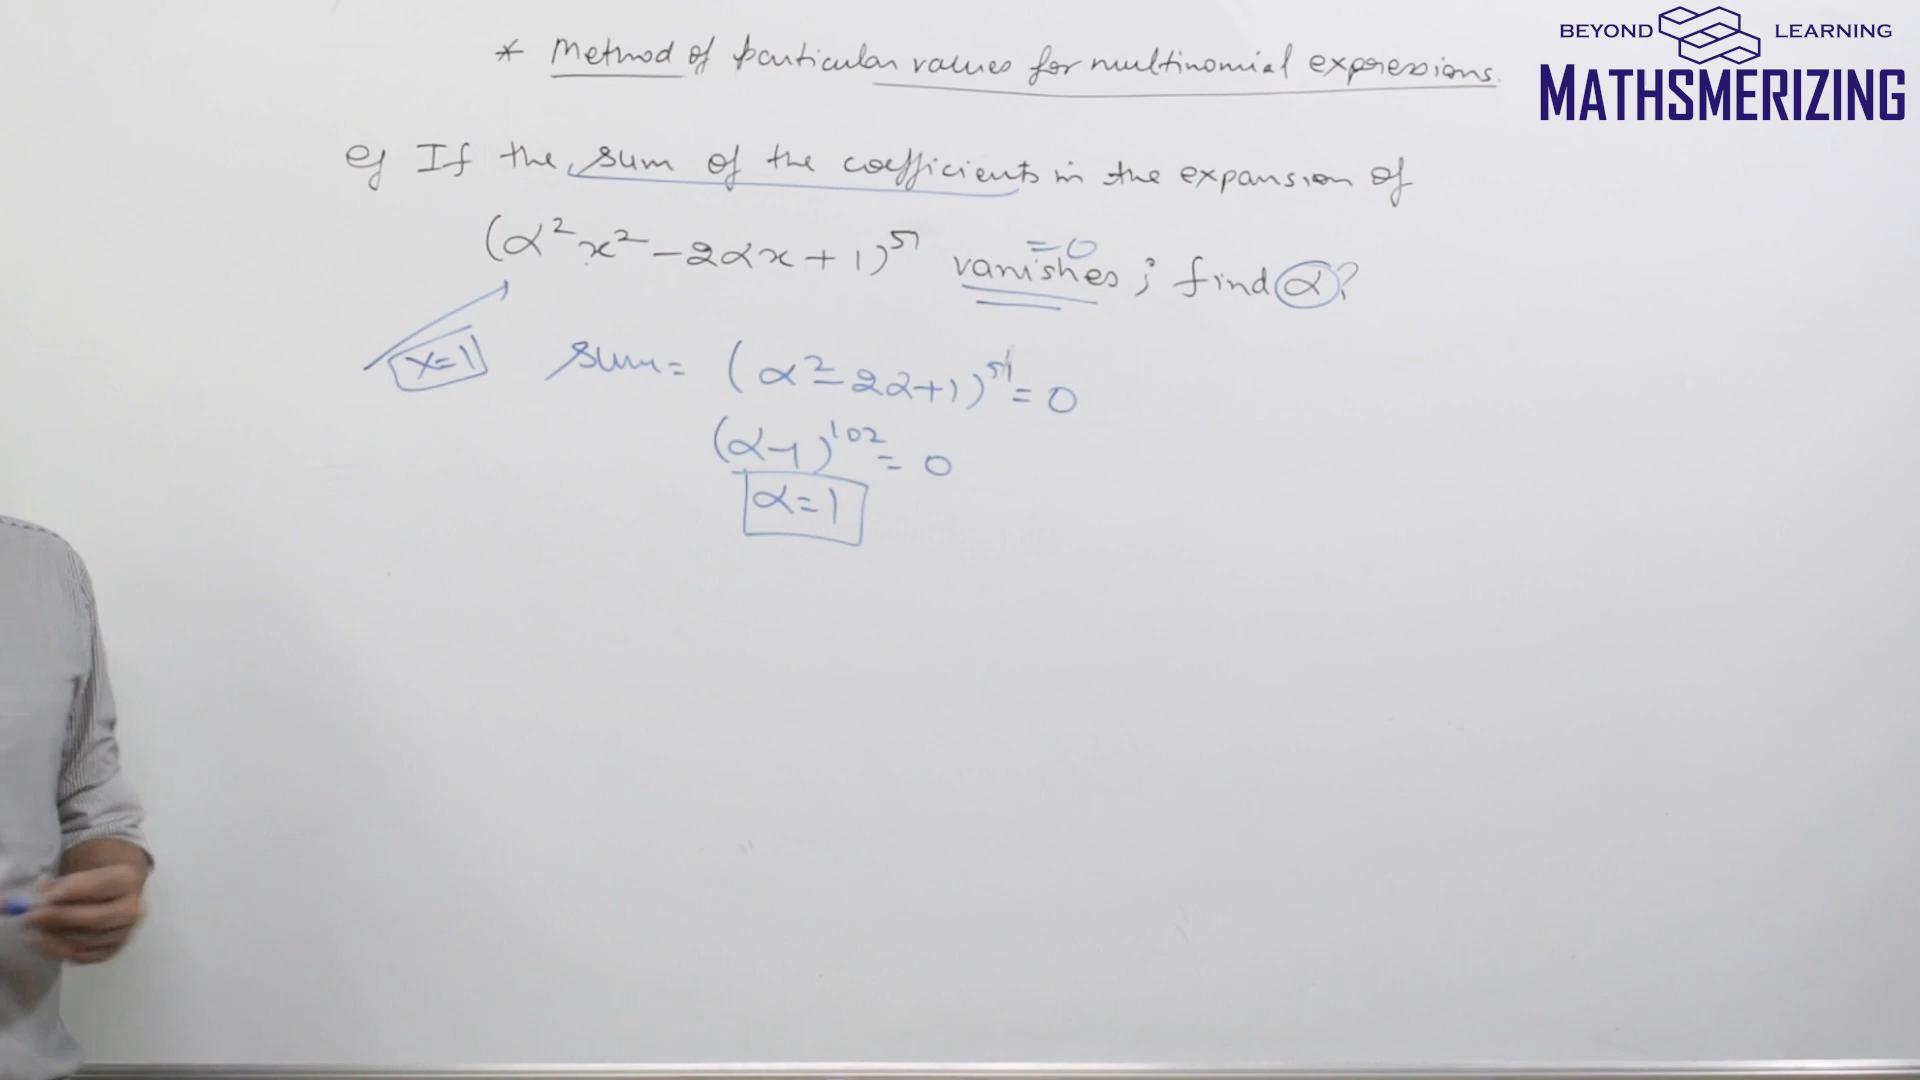 BEYOND LEARNING
MATHSMERIZING
* Method of particular values for multinomial expressions.
eg If the sum of the coefficients in the expansion of
(α²x² - 2αx + 1)⁵¹ vanishes ; find α?
=0
x=1 sum = (α² - 2α + 1)⁵¹ = 0
(α-1)¹⁰² = 0
α = 1